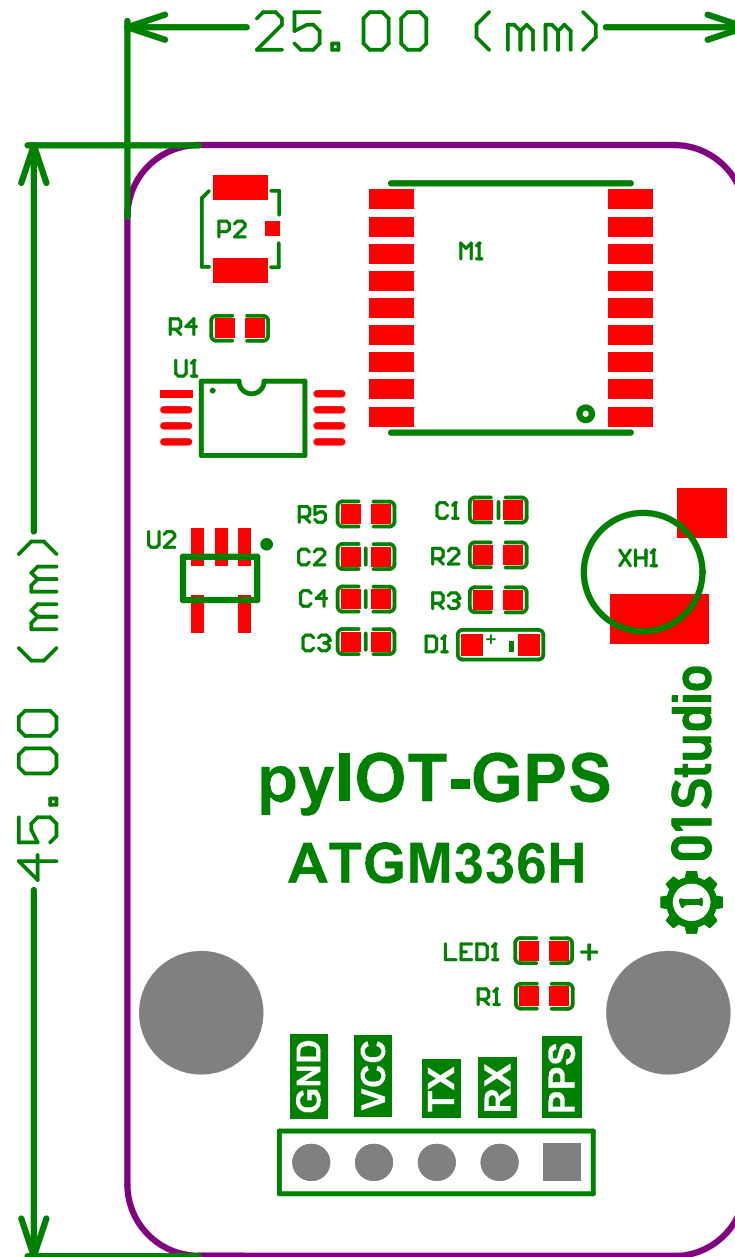 25.00 (mm)
45.00 (mm)
P2
M1
R4
U1
R5
C1
U2
C2
R2
XH1
C4
R3
C3
D1
+
01Studio
pyIOT-GPS
ATGM336H
1
LED1
+
R1
GND
VCC
TX
RX
PPS